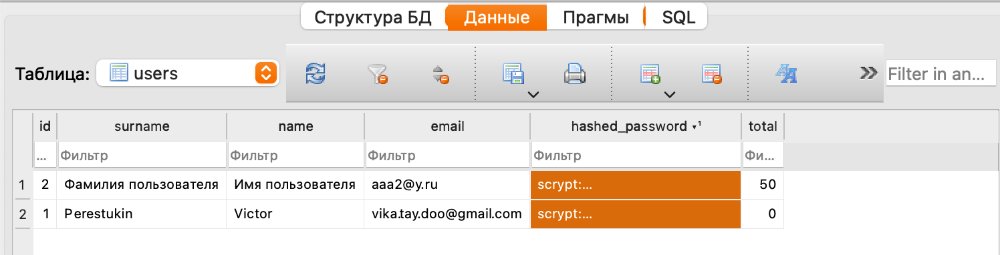 Структура БД Данные Прагмы SQL
Таблица: users Filter in an...
id surname name email hashed_password ▾¹ total
... Фильтр Фильтр Фильтр Фильтр Фи...
1 2 Фамилия пользователя Имя пользователя aaa2@y.ru scrypt:... 50
2 1 Perestukin Victor vika.tay.doo@gmail.com scrypt:... 0